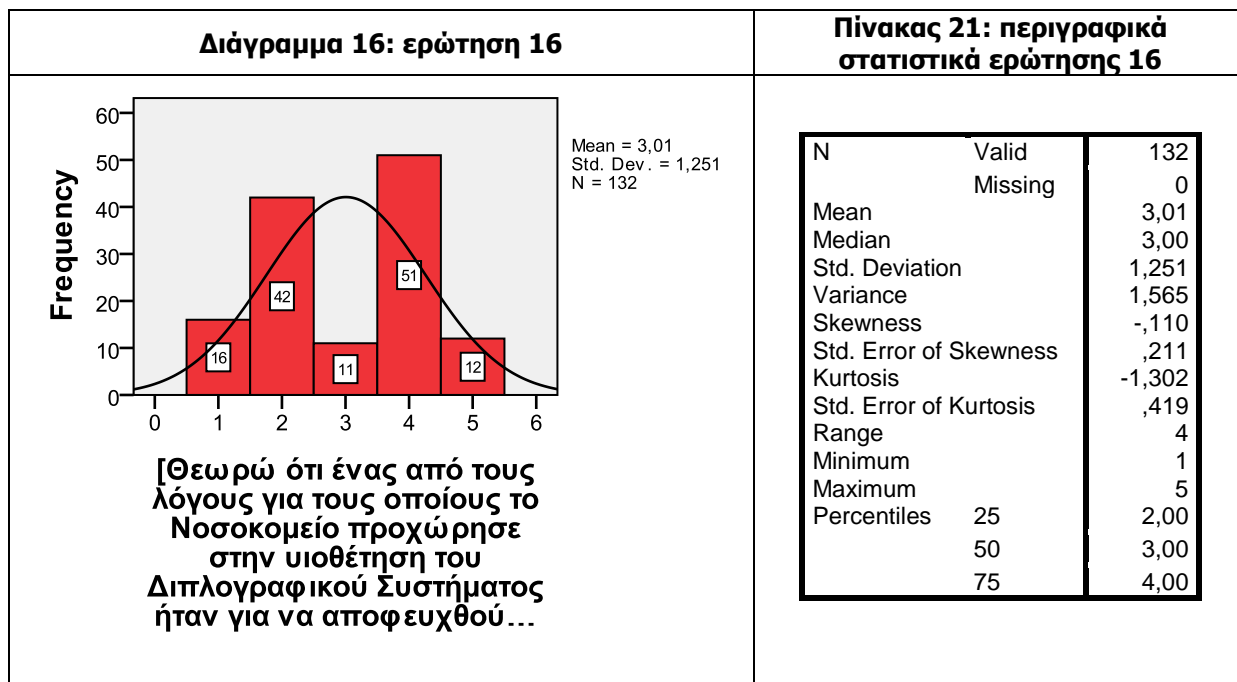 Διάγραμμα 16: ερώτηση 16
Πίνακας 21: περιγραφικά
στατιστικά ερώτησης 16
Frequency
60
50
40
30
20
10
0
16
42
11
51
12
0 1 2 3 4 5 6
Mean = 3,01
Std. Dev. = 1,251
N = 132
[Θεωρώ ότι ένας από τους
λόγους για τους οποίους το
Νοσοκομείο προχώρησε
στην υιοθέτηση του
Διπλογραφικού Συστήματος
ήταν για να αποφευχθού...
N Valid 132
Missing 0
Mean 3,01
Median 3,00
Std. Deviation 1,251
Variance 1,565
Skewness -,110
Std. Error of Skewness ,211
Kurtosis -1,302
Std. Error of Kurtosis ,419
Range 4
Minimum 1
Maximum 5
Percentiles 25 2,00
50 3,00
75 4,00